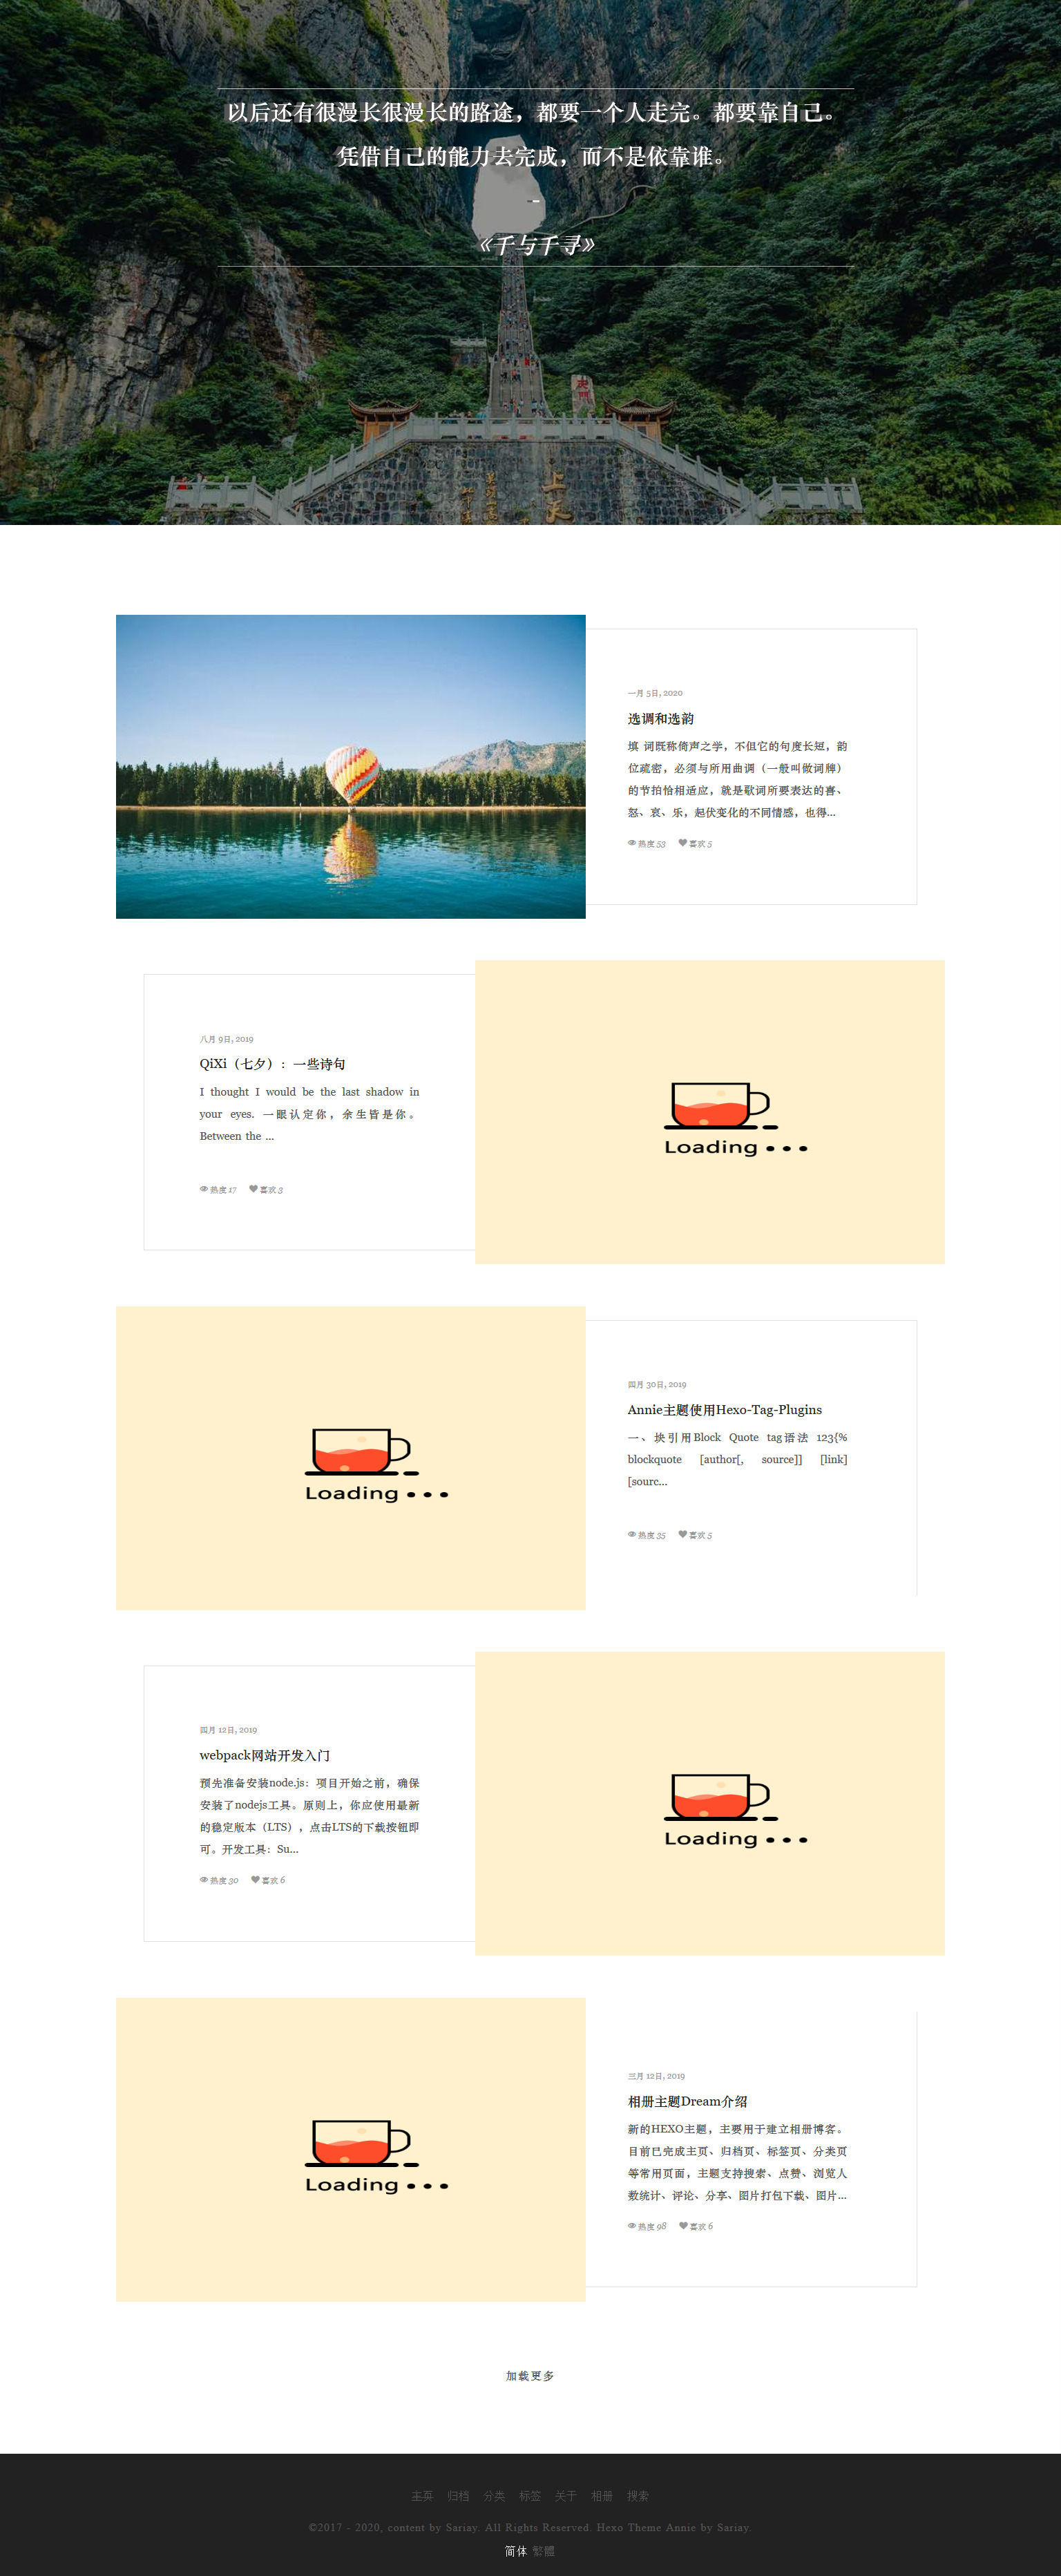 以后还有很漫长很漫长的路途，都要一个人走完。都要靠自己。
凭借自己的能力去完成，而不是依靠谁。
-
《千与千寻》
一月 5日, 2020
选调和选韵
填 词既称倚声之学，不但它的句度长短，韵
位疏密，必须与所用曲调（一般叫做词牌）
的节拍恰相适应，就是歌词所要表达的喜、
怒、哀、乐，起伏变化的不同情感，也得...
热度 53 喜欢 5
八月 9日, 2019
QiXi（七夕）：一些诗句
I thought I would be the last shadow in
your eyes. 一眼认定你，余生皆是你。
Between the ...
热度 17 喜欢 3
Loading •••
Loading •••
四月 30日, 2019
Annie主题使用Hexo-Tag-Plugins
一、块引用Block Quote tag语法 123{%
blockquote [author[, source]] [link]
[sourc...
热度 35 喜欢 5
四月 12日, 2019
webpack网站开发入门
预先准备安装node.js：项目开始之前，确保
安装了nodejs工具。原则上，你应使用最新
的稳定版本（LTS），点击LTS的下载按钮即
可。开发工具：Su...
热度 30 喜欢 6
Loading •••
Loading •••
三月 12日, 2019
相册主题Dream介绍
新的HEXO主题，主要用于建立相册博客。
目前已完成主页、归档页、标签页、分类页
等常用页面，主题支持搜索、点赞、浏览人
数统计、评论、分享、图片打包下载、图片...
热度 98 喜欢 6
加载更多
主页 归档 分类 标签 关于 相册 搜索
©2017 - 2020, content by Sariay. All Rights Reserved. Hexo Theme Annie by Sariay.
简体 繁體